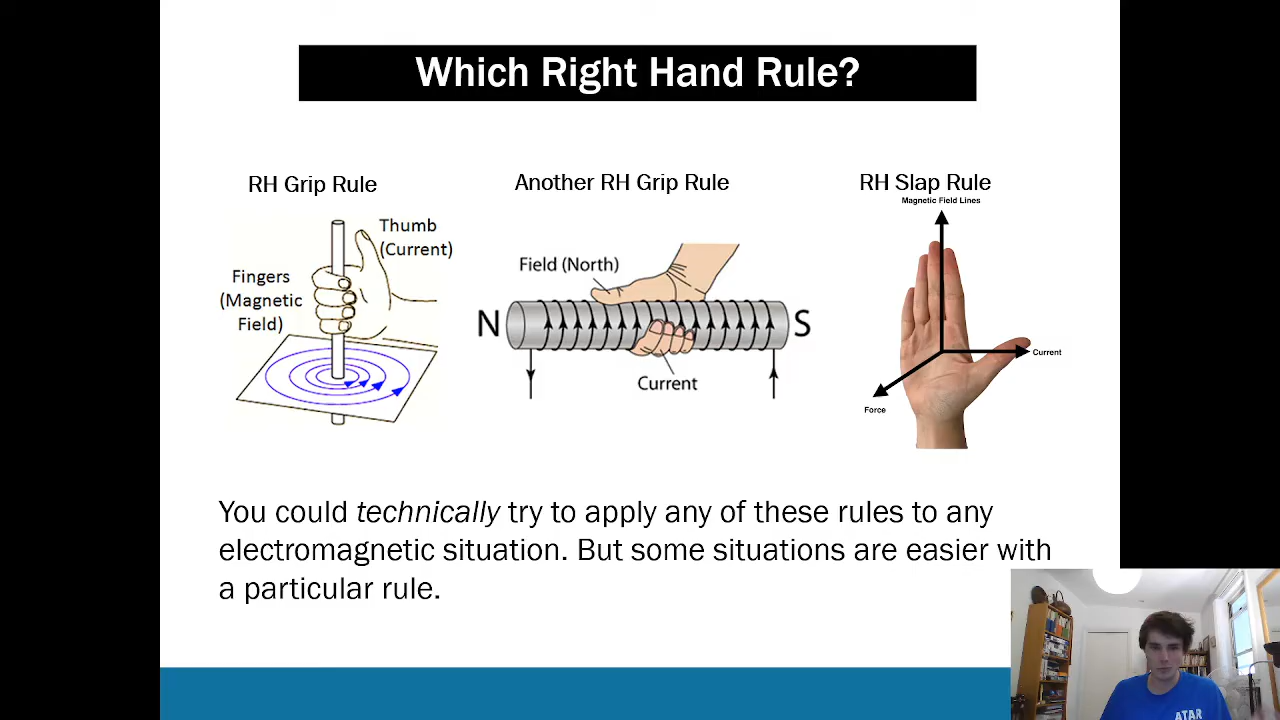 Which Right Hand Rule?
RH Grip Rule
Thumb
(Current)
Fingers
(Magnetic
Field)
Another RH Grip Rule
Field (North)
N
S
Current
RH Slap Rule
Magnetic Field Lines
Current
Force
You could technically try to apply any of these rules to any
electromagnetic situation. But some situations are easier with
a particular rule.
ATAR